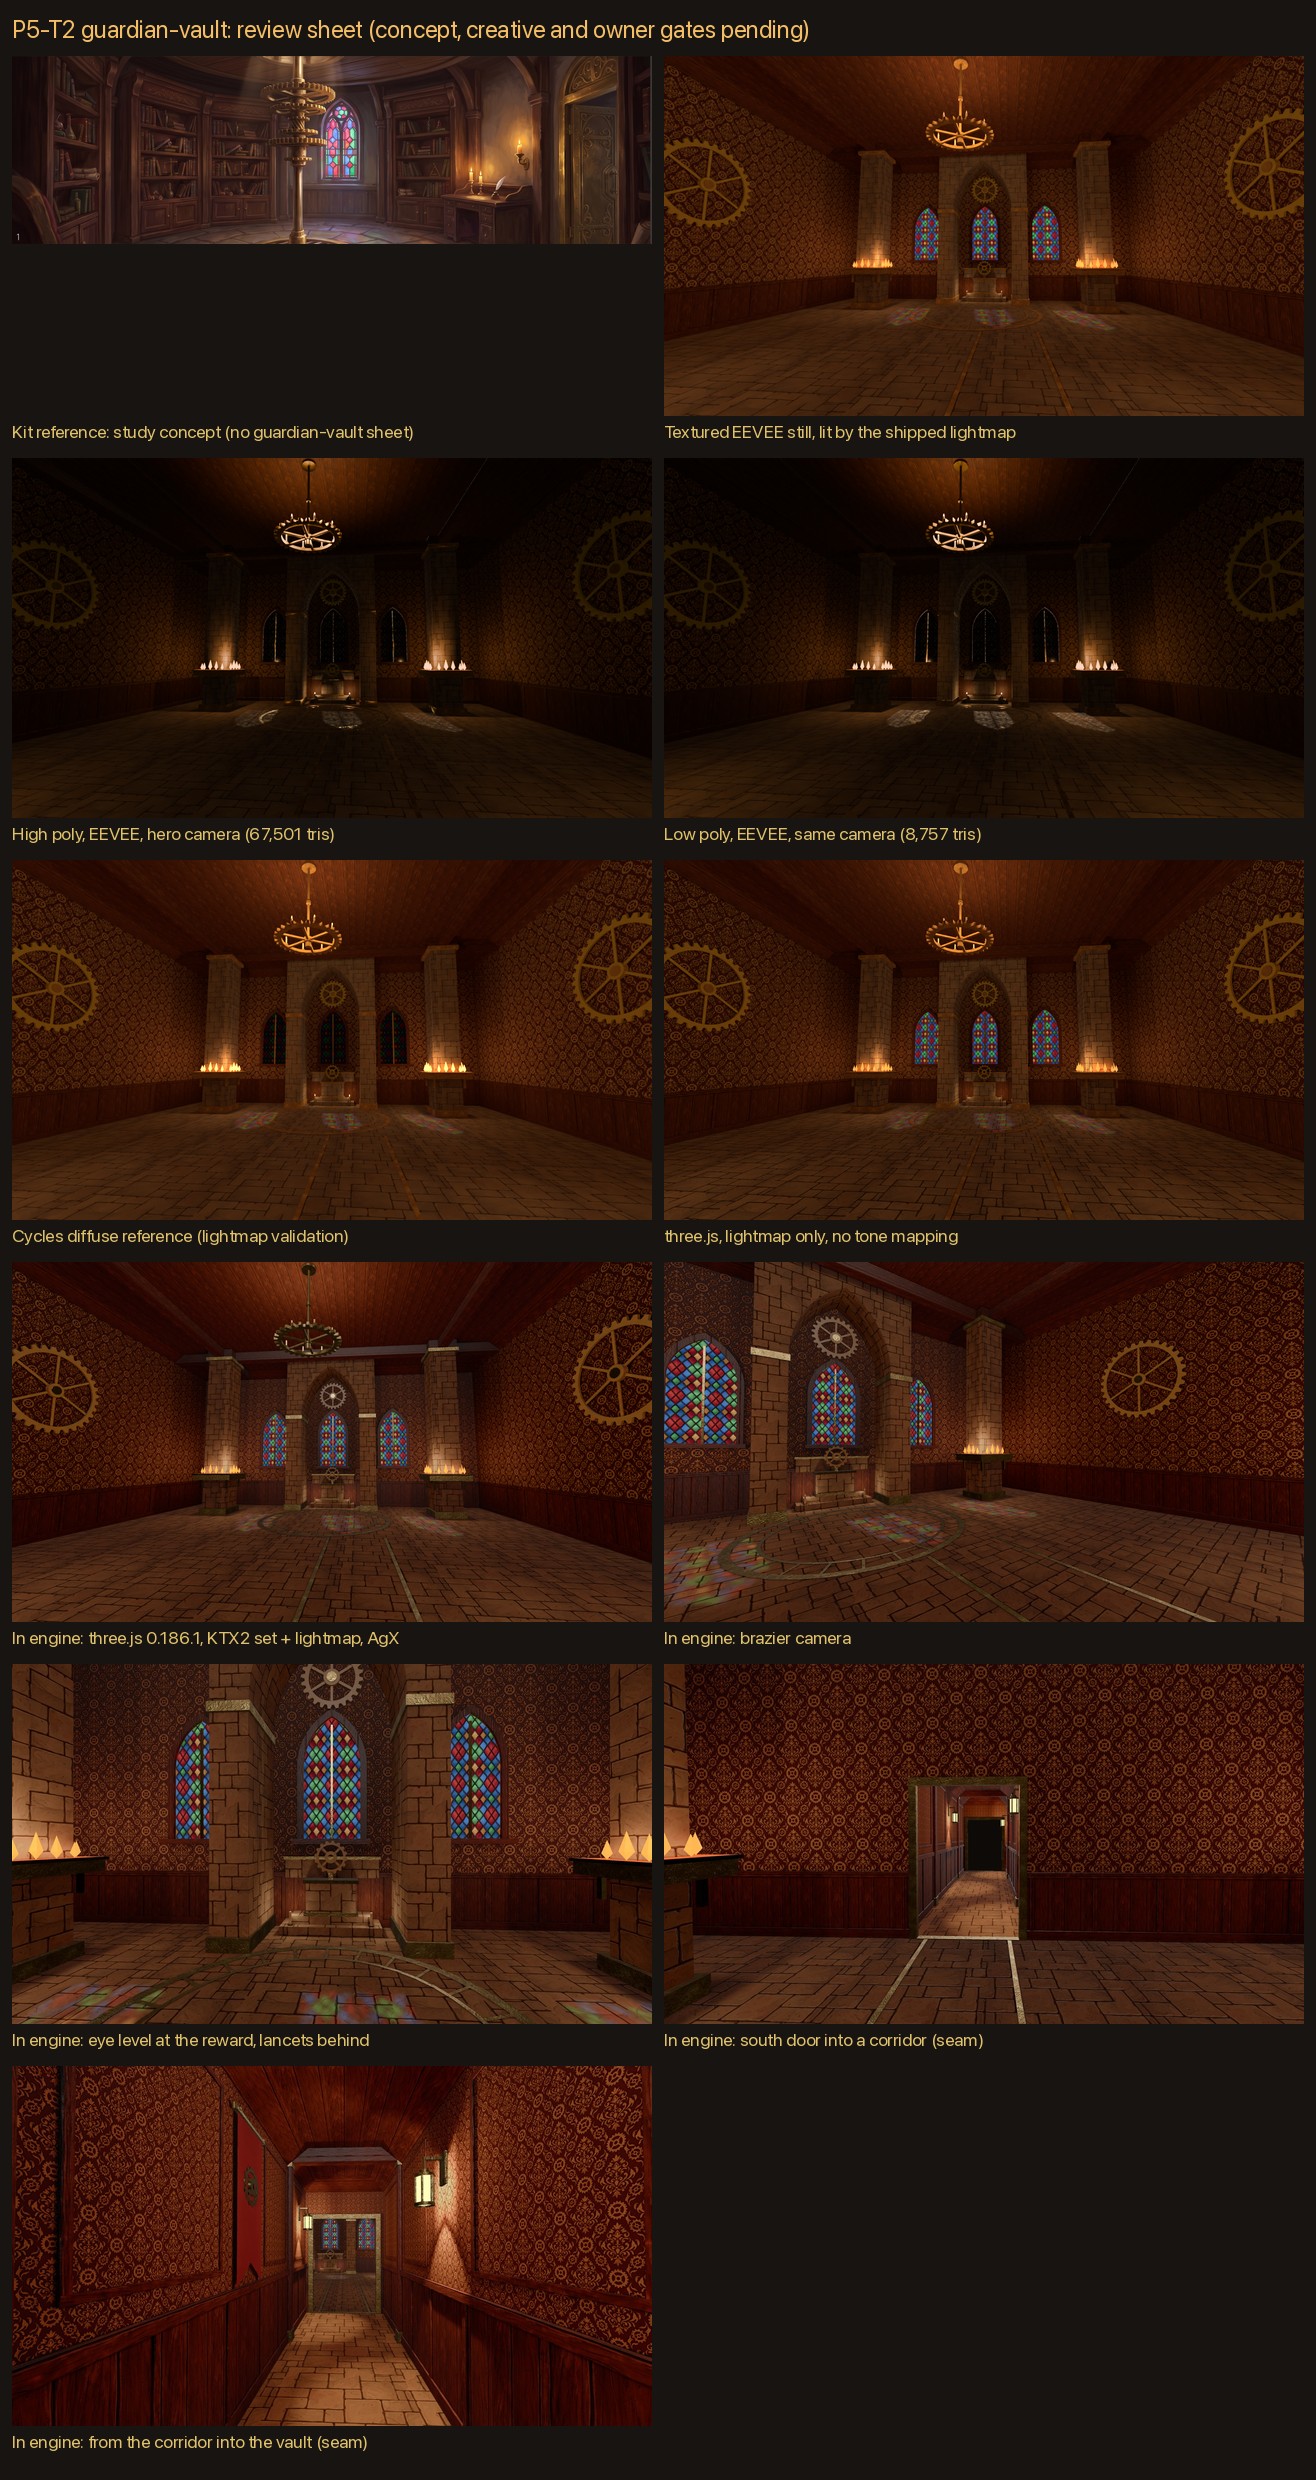 P5-T2 guardian-vault: review sheet (concept, creative and owner gates pending)
1
Kit reference: study concept (no guardian-vault sheet)
Textured EEVEE still, lit by the shipped lightmap
High poly, EEVEE, hero camera (67,501 tris)
Low poly, EEVEE, same camera (8,757 tris)
Cycles diffuse reference (lightmap validation)
three.js, lightmap only, no tone mapping
In engine: three.js 0.186.1, KTX2 set + lightmap, AgX
In engine: brazier camera
In engine: eye level at the reward, lancets behind
In engine: south door into a corridor (seam)
In engine: from the corridor into the vault (seam)